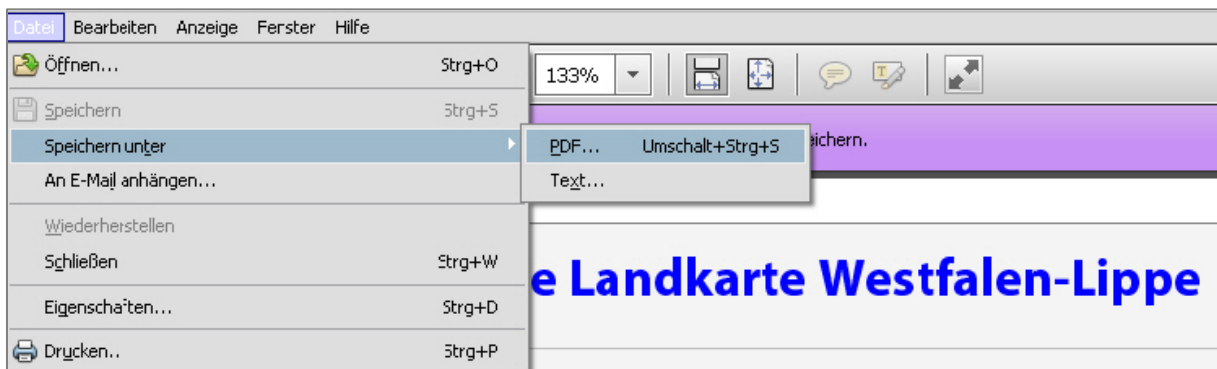 Datei Bearbeiten Anzeige Fenster Hilfe
Öffnen... Strg+O
133%
Speichern Strg+S
Speichern unter
PDF... Umschalt+Strg+S
eichern.
An E-Mail anhängen...
Text...
Wiederherstellen
Schließen Strg+W
e Landkarte Westfalen-Lippe
Eigenschaften... Strg+D
Drucken.. Strg+P